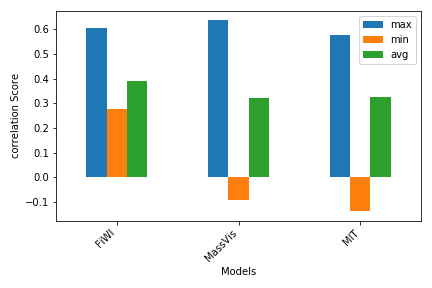 max
min
avg
0.6
0.5
0.4
0.3
0.2
0.1
0.0
−0.1
correlation Score
FiWI
MassVis
MIT
Models